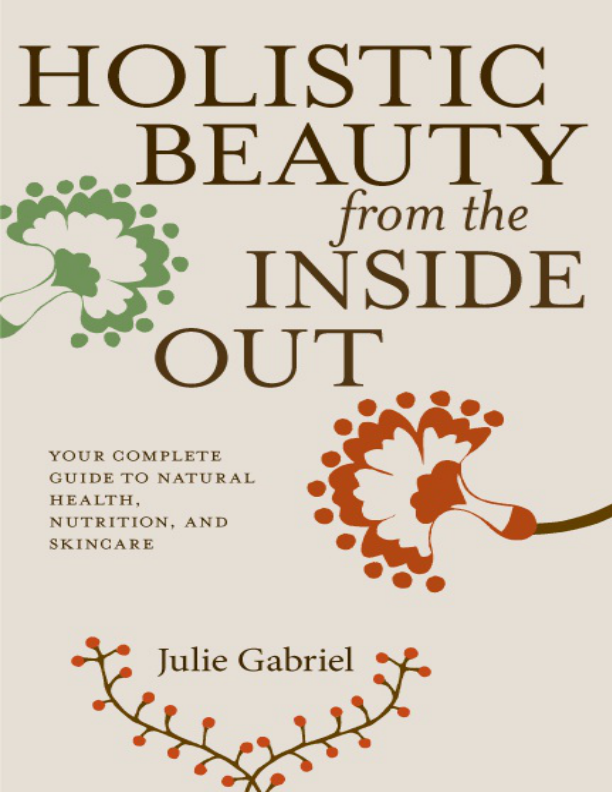 HOLISTIC
BEAUTY
from the
INSIDE
OUT
YOUR COMPLETE
GUIDE TO NATURAL
HEALTH,
NUTRITION, AND
SKINCARE
Julie Gabriel